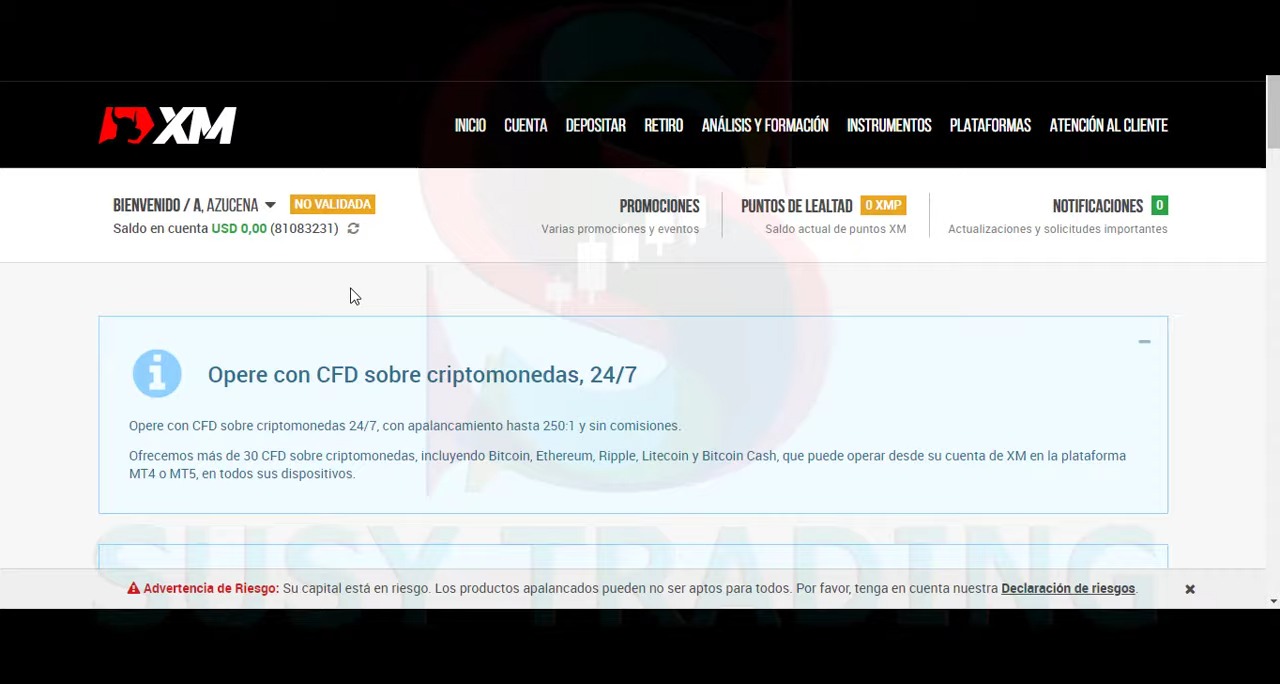 XM
INICIO CUENTA DEPOSITAR RETIRO ANÁLISIS Y FORMACIÓN INSTRUMENTOS PLATAFORMAS ATENCIÓN AL CLIENTE
BIENVENIDO / A, AZUCENA NO VALIDADA PROMOCIONES PUNTOS DE LEALTAD 0 XMP NOTIFICACIONES 0
Saldo en cuenta USD 0,00 (81083231) Varias promociones y eventos Saldo actual de puntos XM Actualizaciones y solicitudes importantes
Opere con CFD sobre criptomonedas, 24/7
Opere con CFD sobre criptomonedas 24/7, con apalancamiento hasta 250:1 y sin comisiones.
Ofrecemos más de 30 CFD sobre criptomonedas, incluyendo Bitcoin, Ethereum, Ripple, Litecoin y Bitcoin Cash, que puede operar desde su cuenta de XM en la plataforma
MT4 o MT5, en todos sus dispositivos.
SUSY TRADING
Advertencia de Riesgo: Su capital está en riesgo. Los productos apalancados pueden no ser aptos para todos. Por favor, tenga en cuenta nuestra Declaración de riesgos.